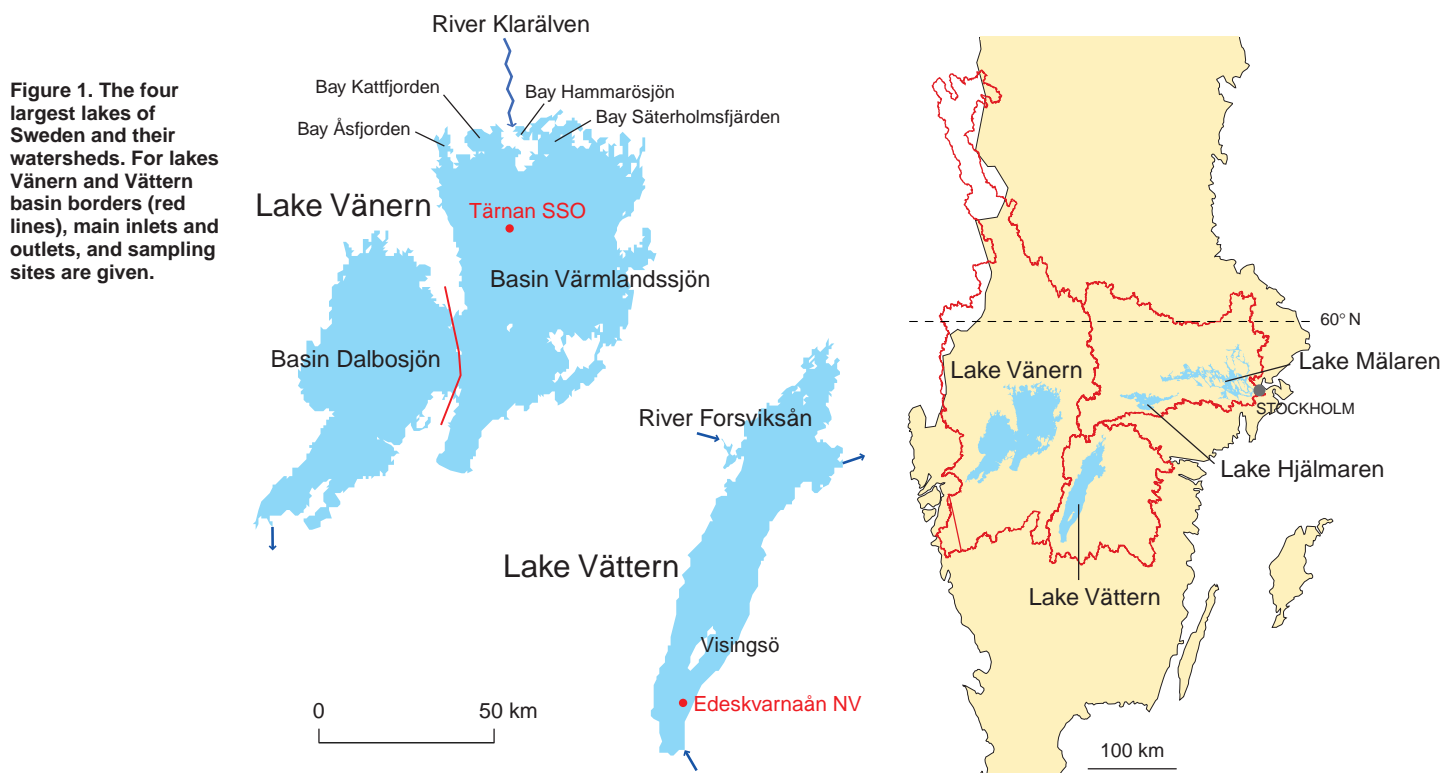 Figure 1. The four
largest lakes of
Sweden and their
watersheds. For lakes
Vänern and Vättern
basin borders (red
lines), main inlets and
outlets, and sampling
sites are given.
River Klarälven
Bay Kattfjorden
Bay Hammarösjön
Bay Åsfjorden
Bay Säterholmsfjärden
Lake Vänern
Tärnan SSO
Basin Värmlandssjön
Basin Dalbosjön
River Forsviksån
Lake Vättern
Visingsö
Edeskvarnaån NV
0 50 km
60° N
Lake Vänern
Lake Mälaren
STOCKHOLM
Lake Hjälmaren
Lake Vättern
100 km